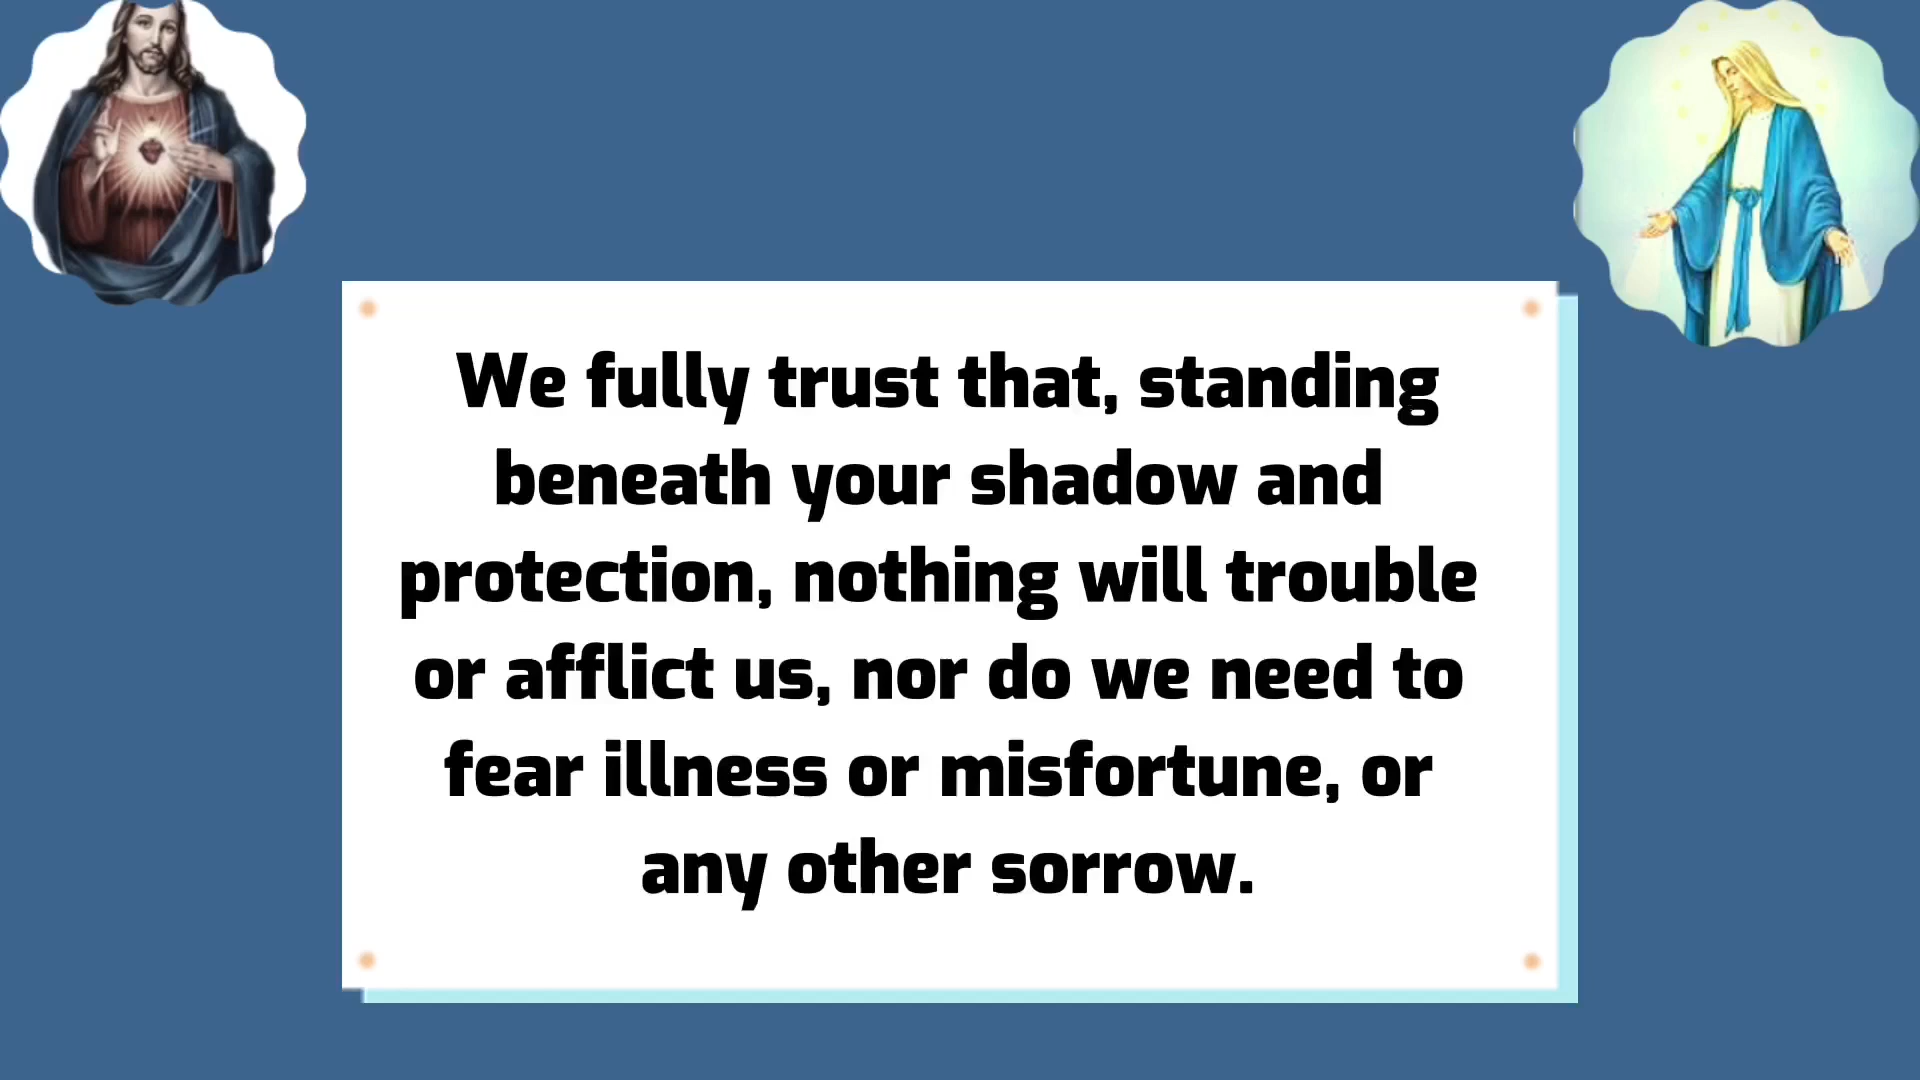 We fully trust that, standing
beneath your shadow and
protection, nothing will trouble
or afflict us, nor do we need to
fear illness or misfortune, or
any other sorrow.